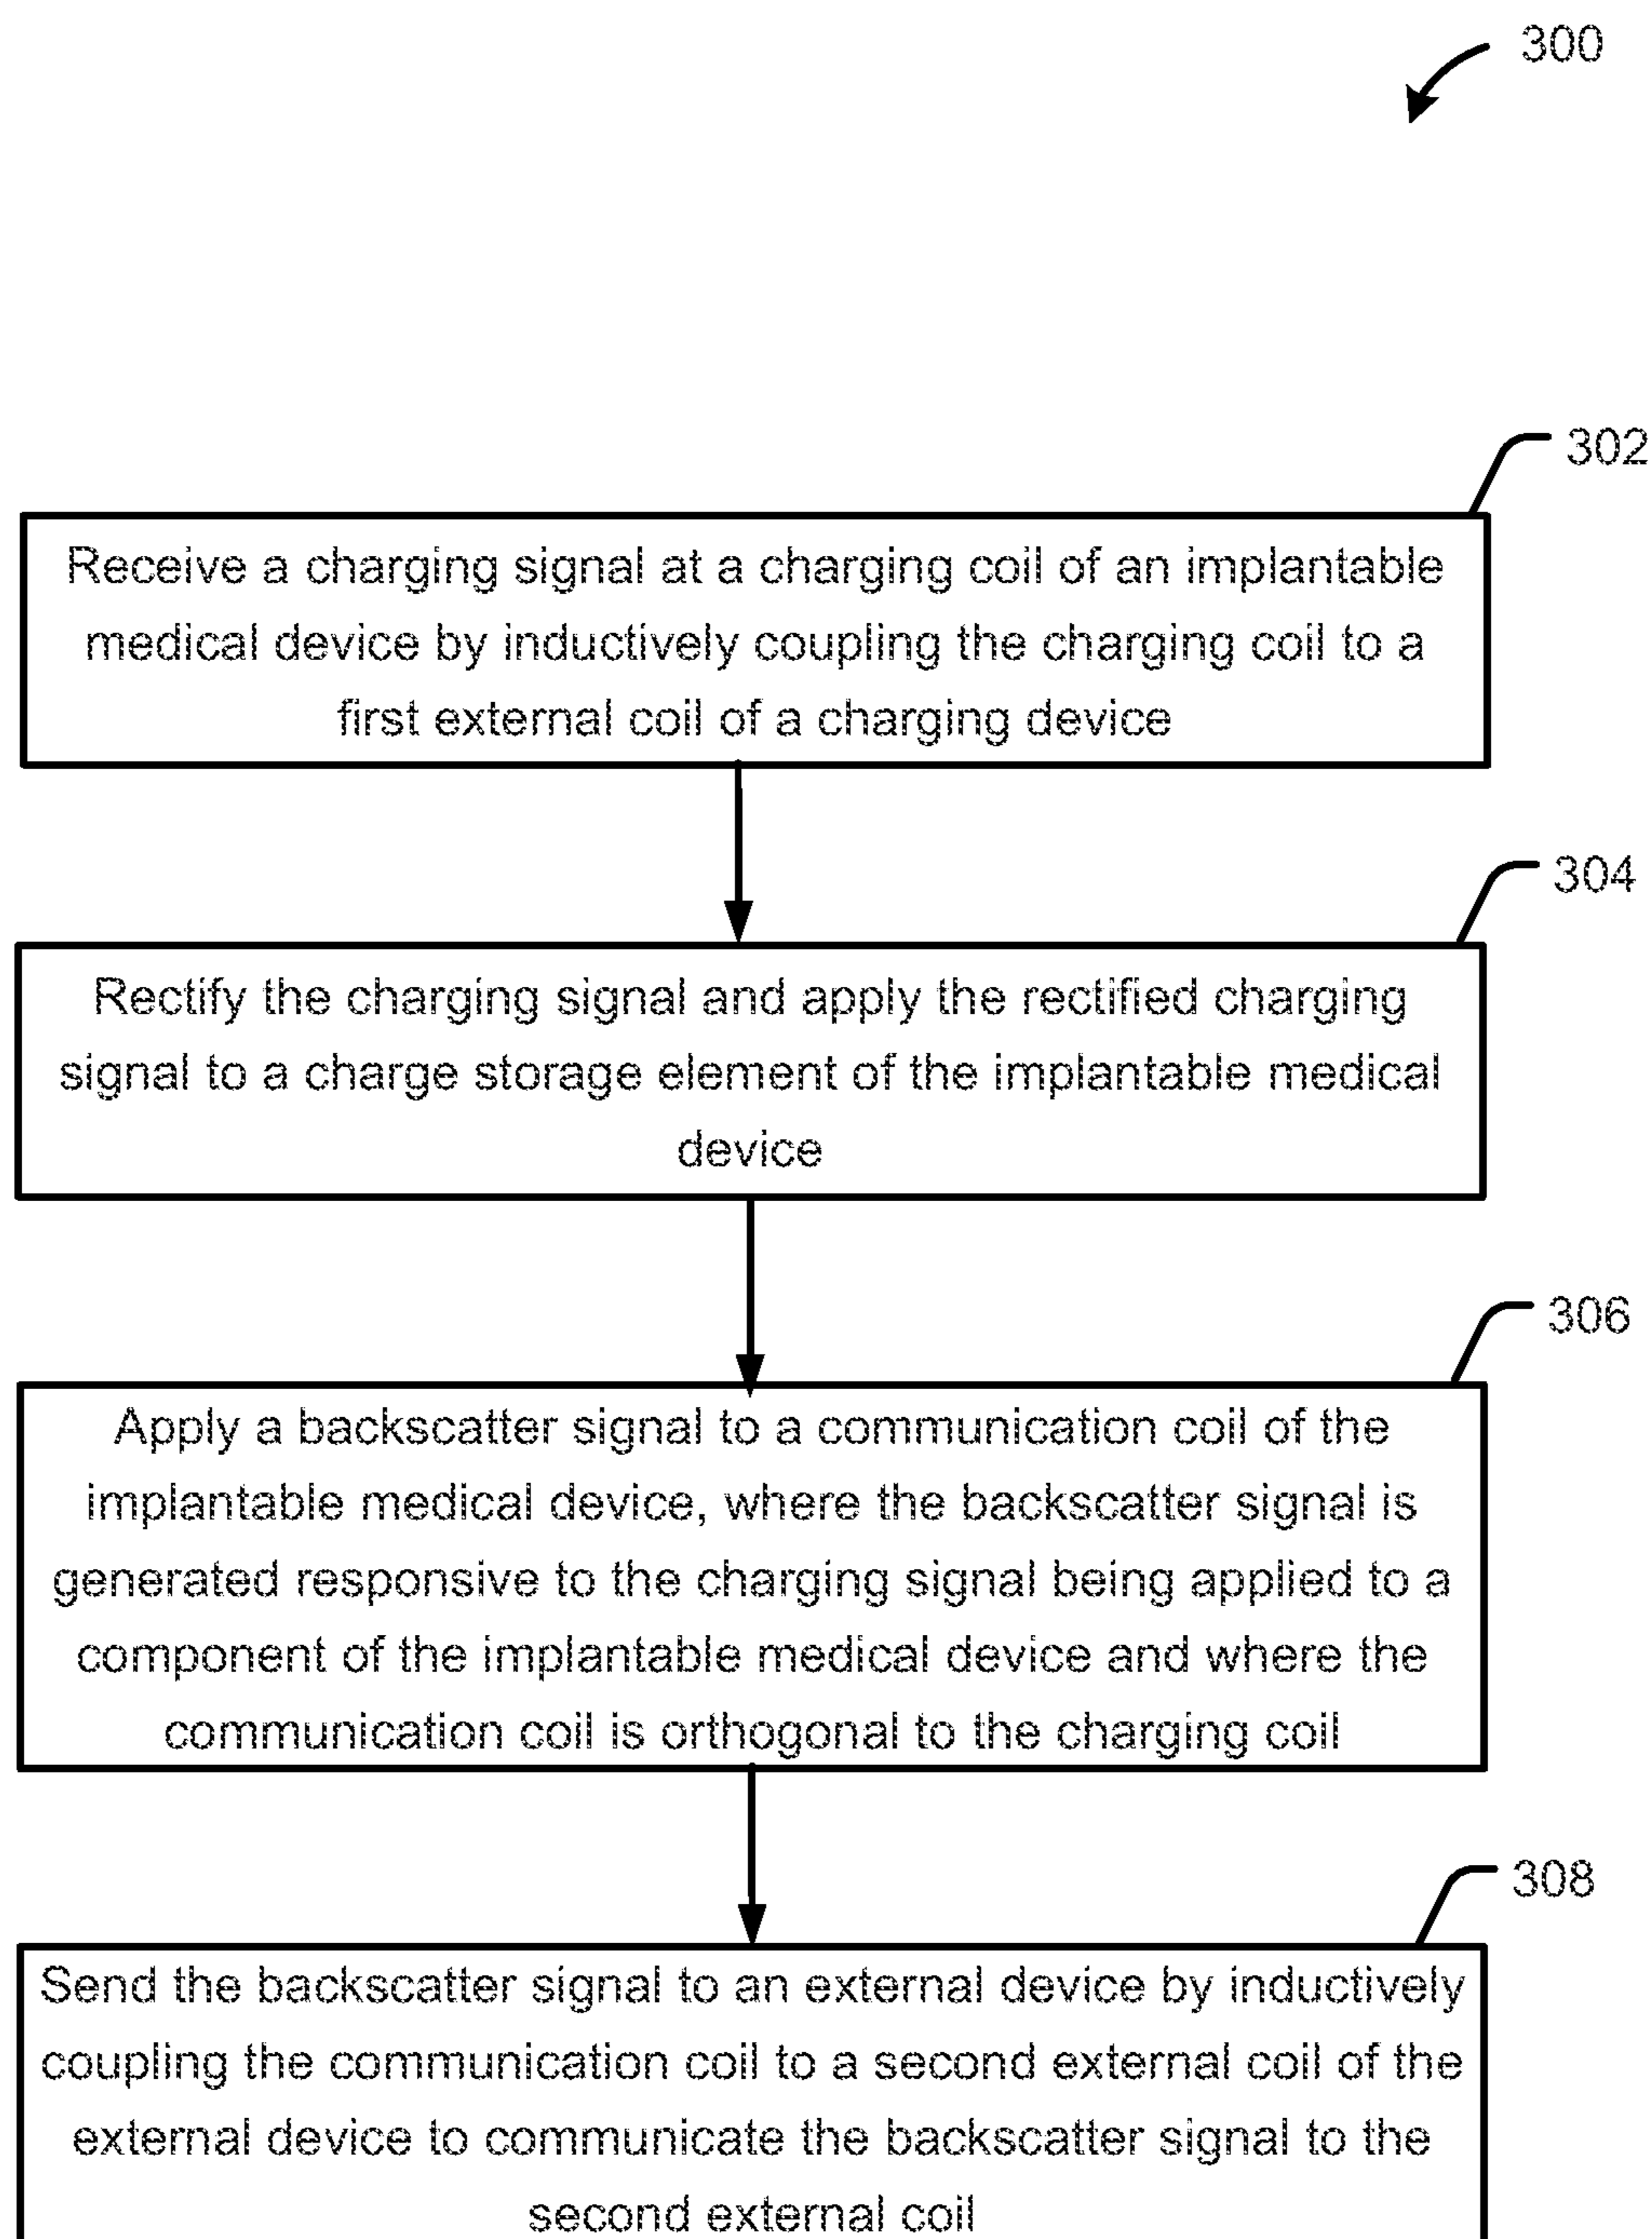 300
302
Receive a charging signal at a charging coil of an implantable
medical device by inductively coupling the charging coil to a
first external coil of a charging device
304
Rectify the charging signal and apply the rectified charging
signal to a charge storage element of the implantable medical
device
306
Apply a backscatter signal to a communication coil of the
implantable medical device, where the backscatter signal is
generated responsive to the charging signal being applied to a
component of the implantable medical device and where the
communication coil is orthogonal to the charging coil
308
Send the backscatter signal to an external device by inductively
coupling the communication coil to a second external coil of the
external device to communicate the backscatter signal to the
second external coil